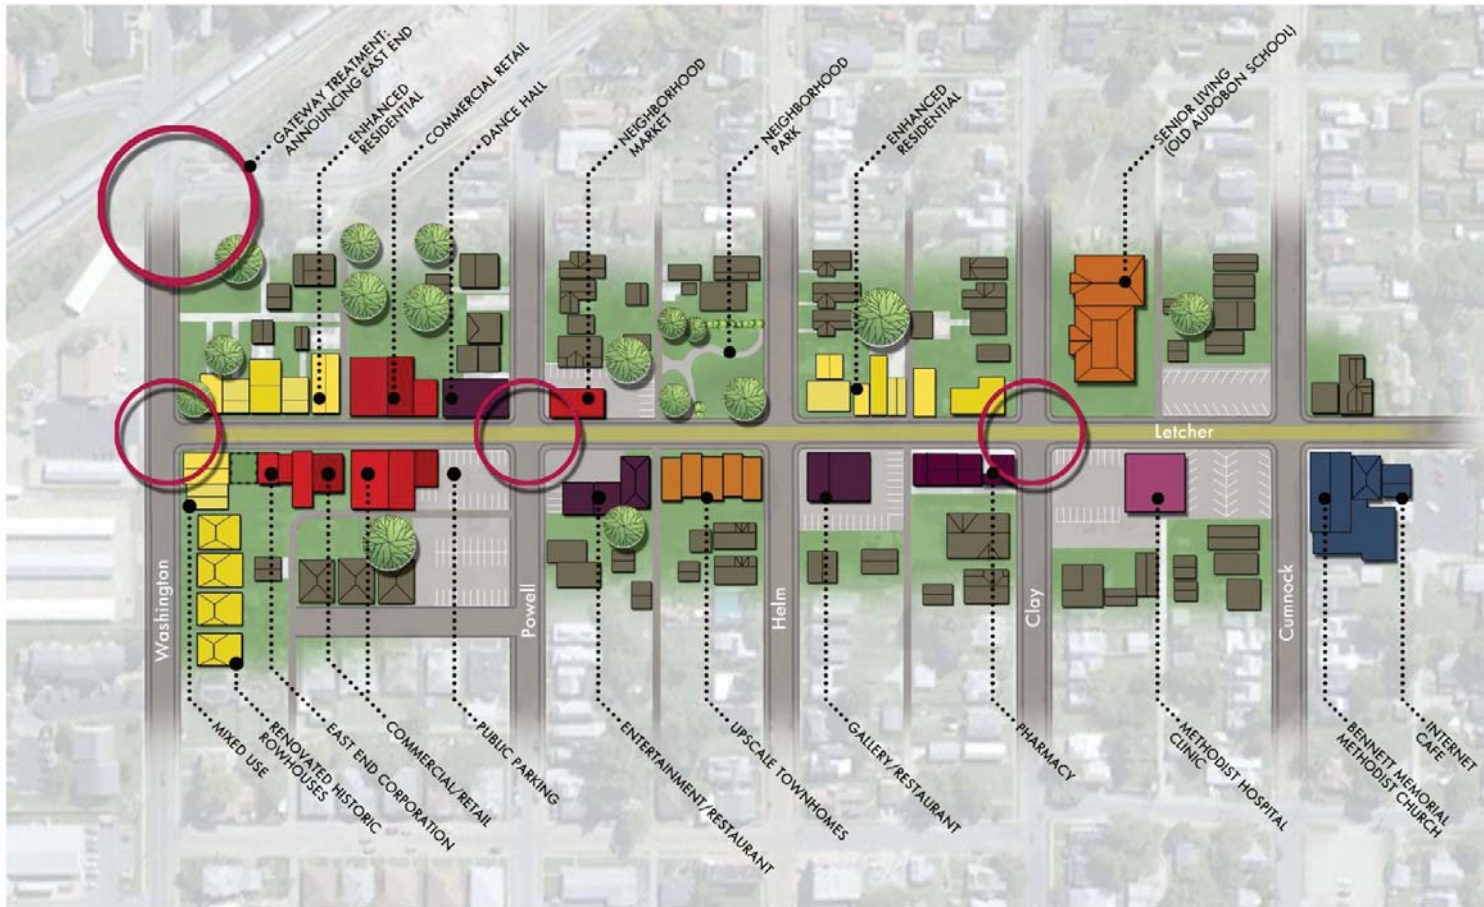 GATEWAY TREATMENT:
ANNOUNCING EAST END
ENHANCED
RESIDENTIAL
COMMERCIAL RETAIL
DANCE HALL
NEIGHBORHOOD
MARKET
NEIGHBORHOOD
PARK
ENHANCED
RESIDENTIAL
SENIOR LIVING
(OLD AUDOBON SCHOOL)
Letcher
Washington
Powell
Helm
Clay
Cumnock
MIXED USE
RENOVATED HISTORIC
ROWHOUSES
EAST END CORPORATION
COMMERCIAL/RETAIL
PUBLIC PARKING
ENTERTAINMENT/RESTAURANT
UPSCALE TOWNHOMES
GALLERY/RESTAURANT
PHARMACY
METHODIST HOSPITAL
CLINIC
BENNETT MEMORIAL
METHODIST CHURCH
INTERNET
CAFE